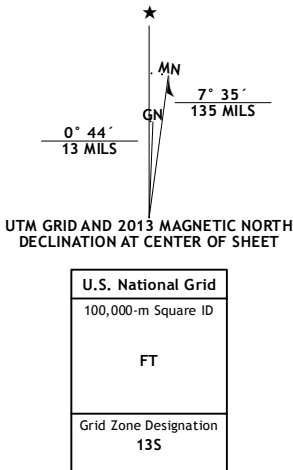 ★
MN
7° 35´
135 MILS
GN
0° 44´
13 MILS
UTM GRID AND 2013 MAGNETIC NORTH
DECLINATION AT CENTER OF SHEET
U.S. National Grid
100,000-m Square ID
FT
Grid Zone Designation
13S